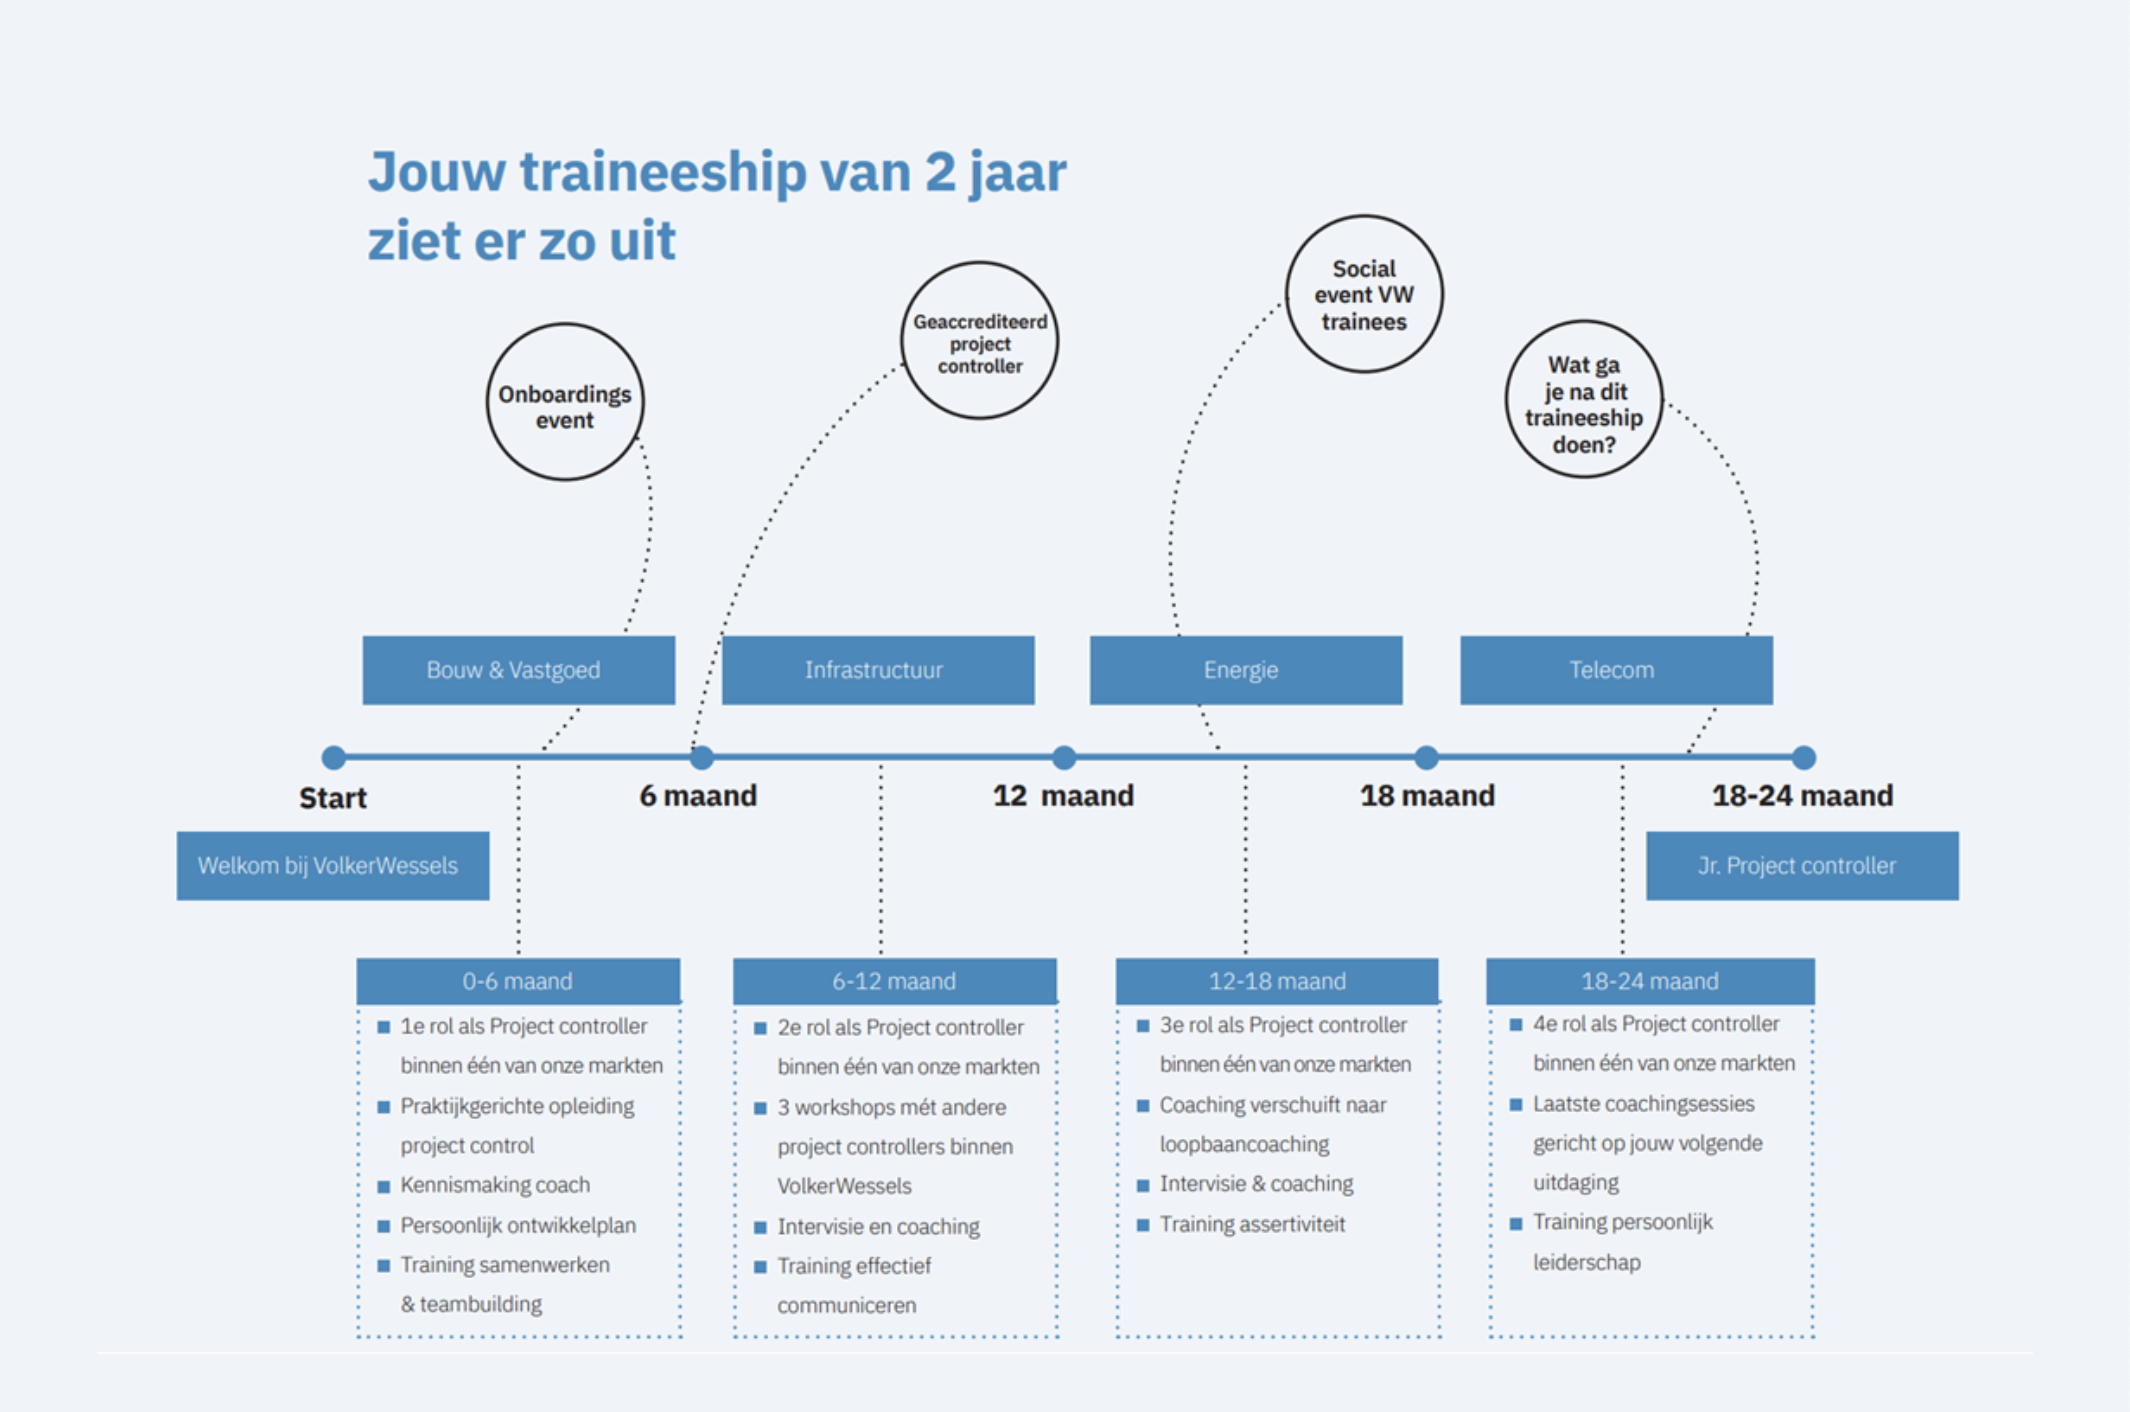 Jouw traineeship van 2 jaar
ziet er zo uit
Onboardings
event
Geaccrediteerd
project
controller
Social
event VW
trainees
Wat ga
je na dit
traineeship
doen?
Bouw & Vastgoed
Infrastructuur
Energie
Telecom
Start
6 maand
12 maand
18 maand
18-24 maand
Welkom bij VolkerWessels
Jr. Project controller
0-6 maand
1e rol als Project controller
binnen één van onze markten
Praktijkgerichte opleiding
project control
Kennismaking coach
Persoonlijk ontwikkelplan
Training samenwerken
& teambuilding
6-12 maand
2e rol als Project controller
binnen één van onze markten
3 workshops mét andere
project controllers binnen
VolkerWessels
Intervisie en coaching
Training effectief
communiceren
12-18 maand
3e rol als Project controller
binnen één van onze markten
Coaching verschuift naar
loopbaancoaching
Intervisie & coaching
Training assertiviteit
18-24 maand
4e rol als Project controller
binnen één van onze markten
Laatste coachingsessies
gericht op jouw volgende
uitdaging
Training persoonlijk
leiderschap